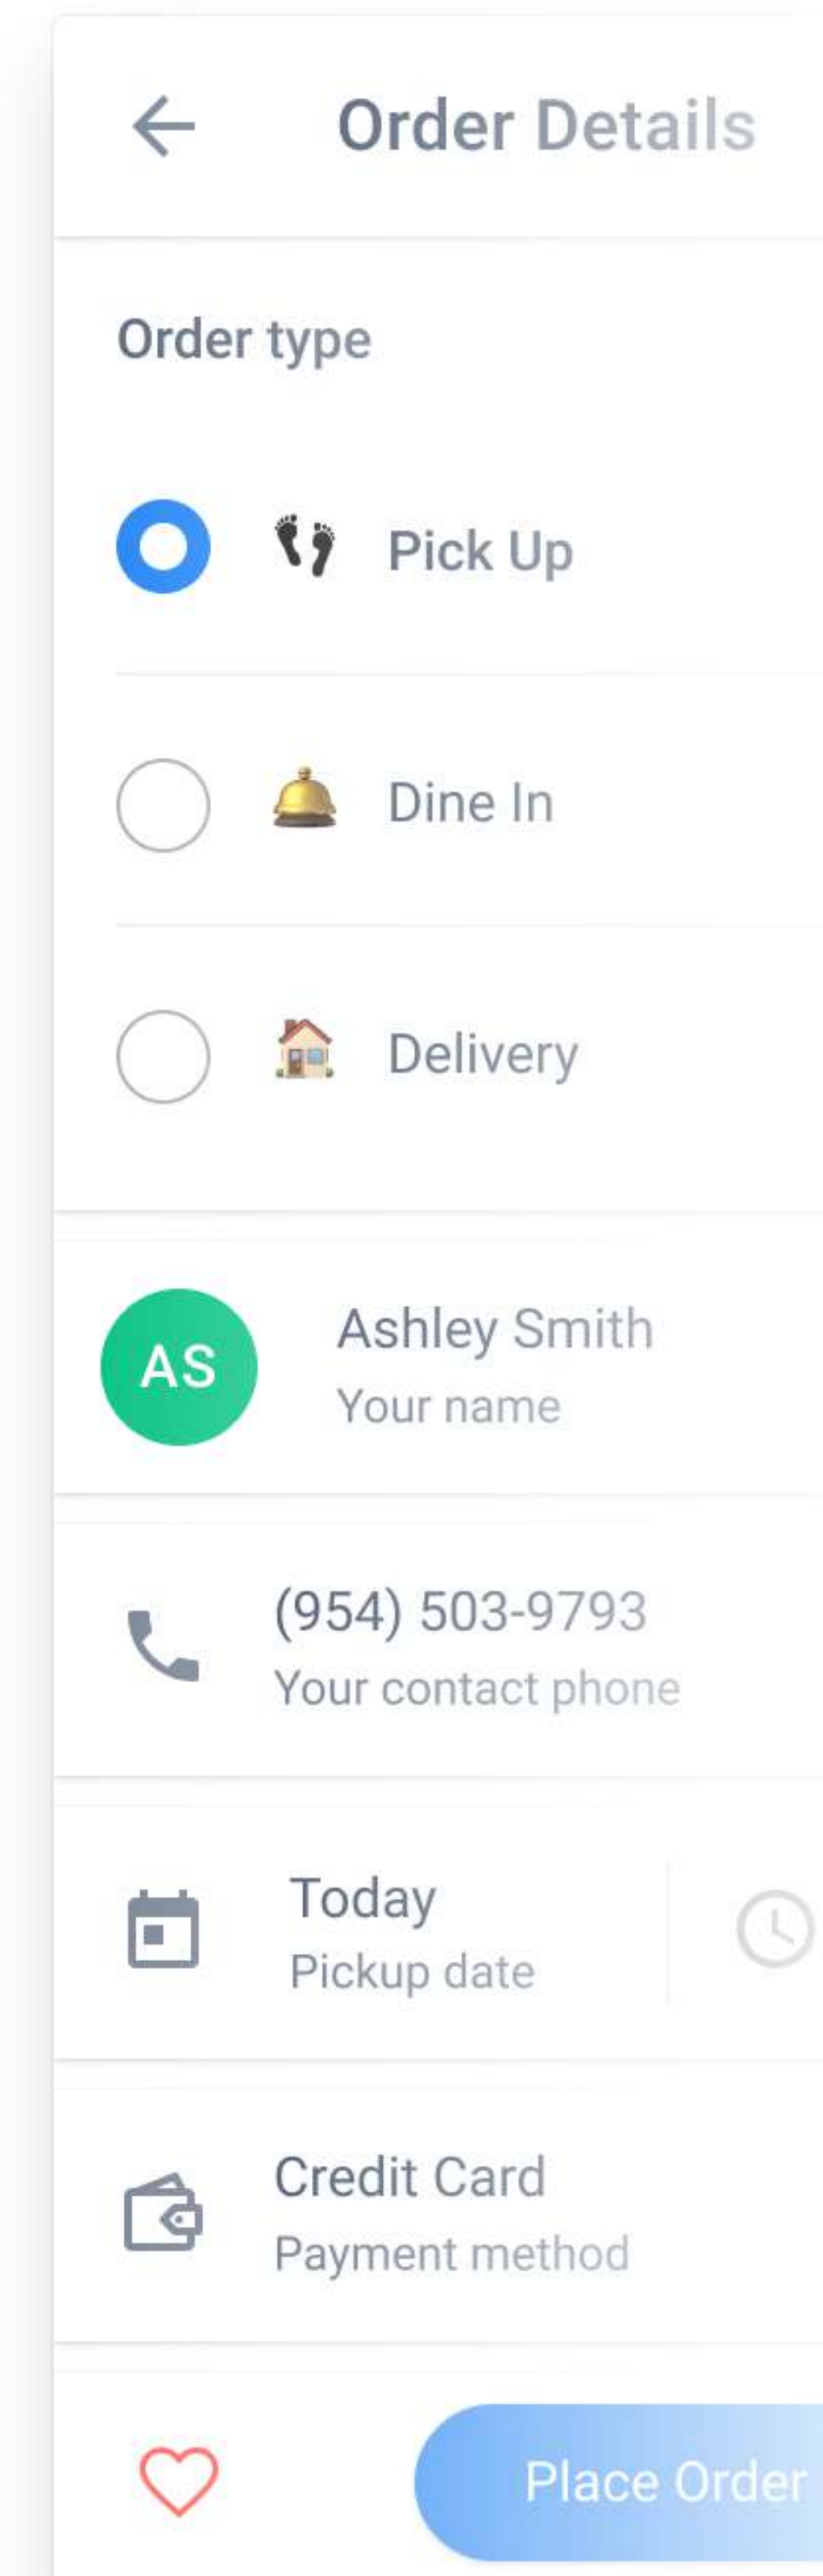 Order Details
Order type
Pick Up
Dine In
Delivery
AS
Ashley Smith
Your name
(954) 503-9793
Your contact phone
Today
Pickup date
Credit Card
Payment method
Place Order